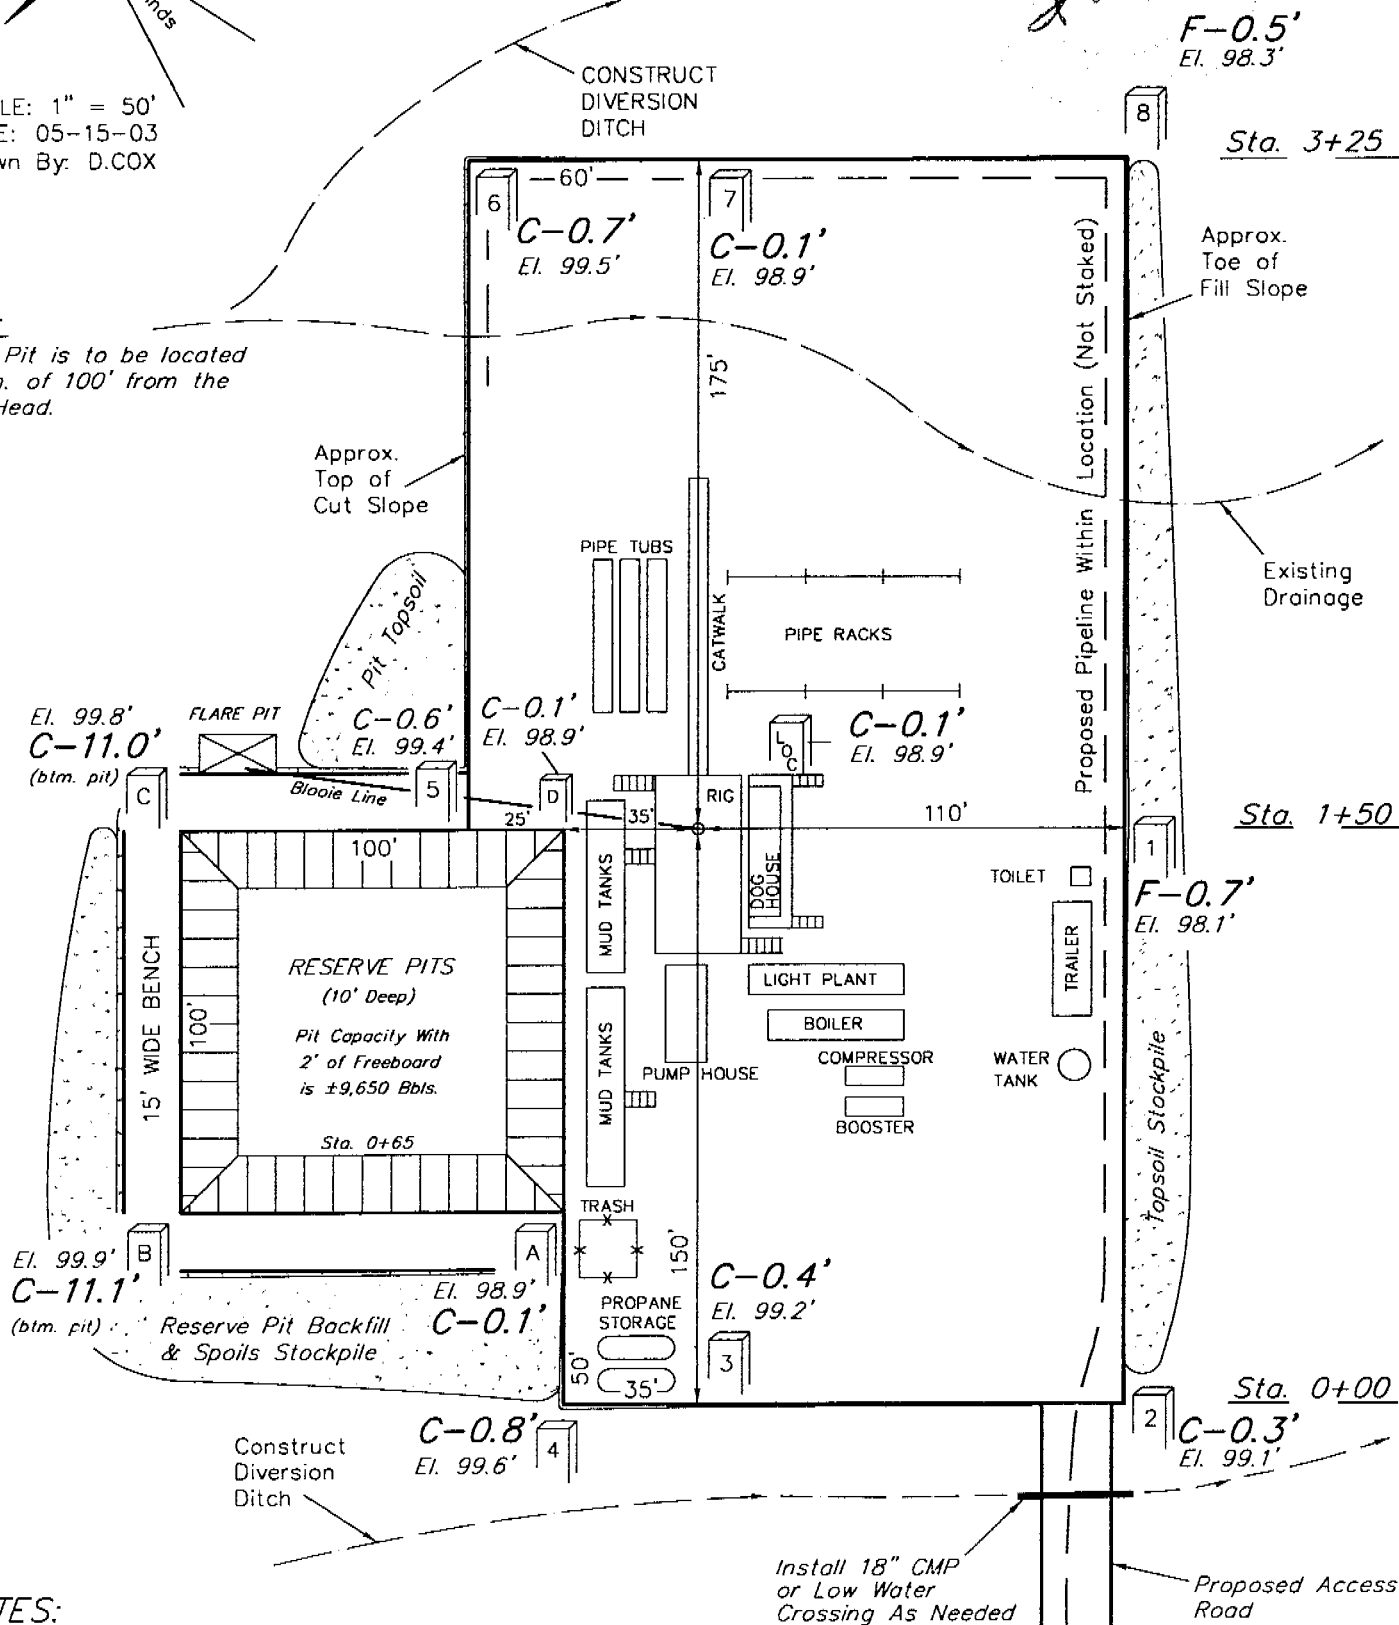 F-0.5'
El. 98.3'
CONSTRUCT
DIVERSION
DITCH
LE: 1" = 50'
E: 05-15-03
wn By: D.COX
8
Sta. 3+25
6
60'
7
C-0.7'
El. 99.5'
C-0.1'
El. 98.9'
Approx.
Toe of
Fill Slope
Pit is to be located
of 100' from the
Head.
175'
Proposed Pipeline Within Location (Not Staked)
Approx.
Top of
Cut Slope
PIPE TUBS
CATWALK
PIPE RACKS
Existing
Drainage
Pit Topsoil
El. 99.8'
C-11.0'
(btm. pit)
FLARE PIT
C-0.6'
El. 99.4'
C-0.1'
El. 98.9'
LOC
C-0.1'
El. 98.9'
C
Blooie Line
5
D
RIG
25'
35'
110'
Sta. 1+50
100'
1
MUD TANKS
DOG
HOUSE
TOILET
F-0.7'
El. 98.1'
15' WIDE BENCH
100'
RESERVE PITS
(10' Deep)
Pit Capacity With
2' of Freeboard
is ±9,650 Bbls.
Sta. 0+65
TRAILER
LIGHT PLANT
BOILER
MUD TANKS
PUMP HOUSE
COMPRESSOR
BOOSTER
WATER
TANK
Topsoil Stockpile
TRASH
B
A
El. 99.9'
C-11.1'
(btm. pit)
El. 98.9'
C-0.1'
Reserve Pit Backfill
& Spoils Stockpile
150'
C-0.4'
El. 99.2'
PROPANE
STORAGE
3
50'
35'
Sta. 0+00
2
C-0.3'
El. 99.1'
C-0.8'
El. 99.6'
4
Construct
Diversion
Ditch
Install 18" CMP
or Low Water
Crossing As Needed
Proposed Access
Road
TES: